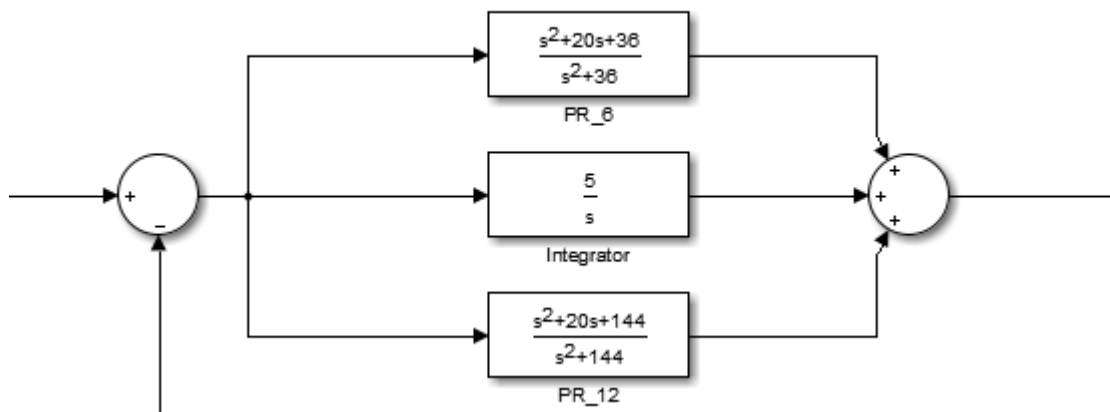 s²+20s+36
s²+36
PR_6
+
−
5
s
Integrator
+
+
+
s²+20s+144
s²+144
PR_12